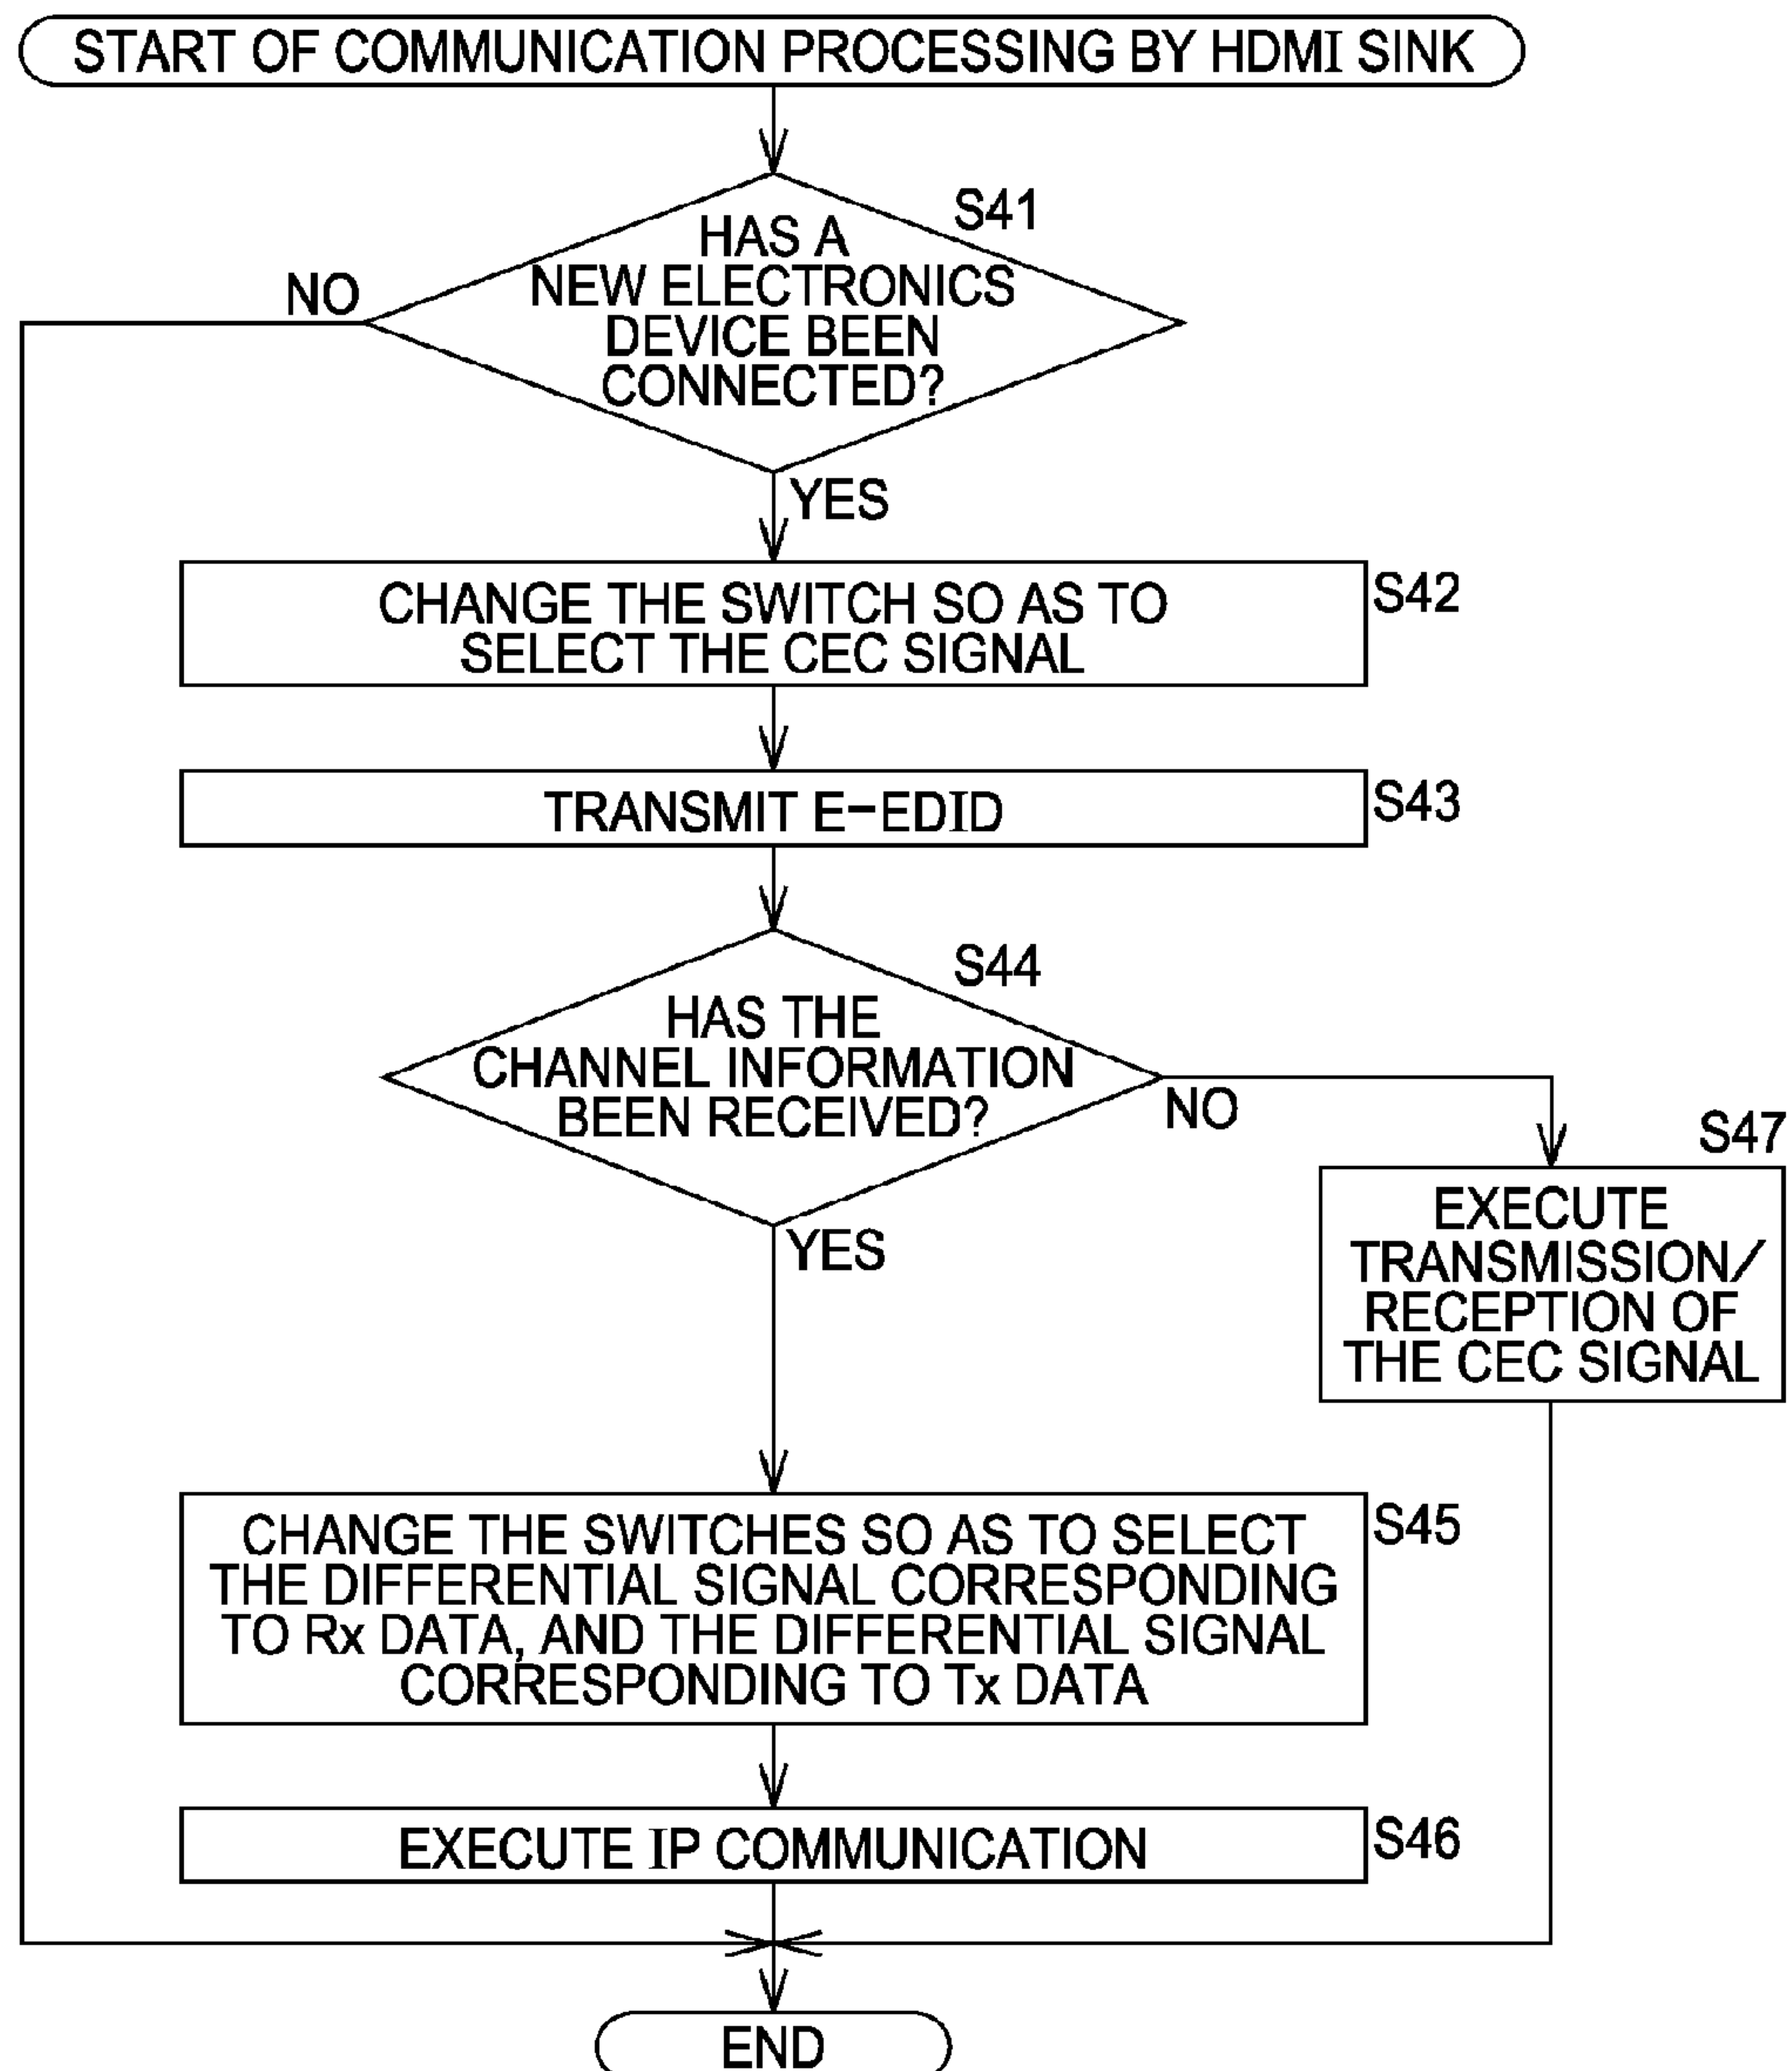 START OF COMMUNICATION PROCESSING BY HDMI SINK
S41
HAS A
NEW ELECTRONICS
DEVICE BEEN
CONNECTED?
NO
YES
CHANGE THE SWITCH SO AS TO
SELECT THE CEC SIGNAL
S42
TRANSMIT E-EDID
S43
S44
HAS THE
CHANNEL INFORMATION
BEEN RECEIVED?
NO
YES
S47
EXECUTE
TRANSMISSION/
RECEPTION OF
THE CEC SIGNAL
CHANGE THE SWITCHES SO AS TO SELECT
THE DIFFERENTIAL SIGNAL CORRESPONDING
TO Rx DATA, AND THE DIFFERENTIAL SIGNAL
CORRESPONDING TO Tx DATA
S45
EXECUTE IP COMMUNICATION
S46
END